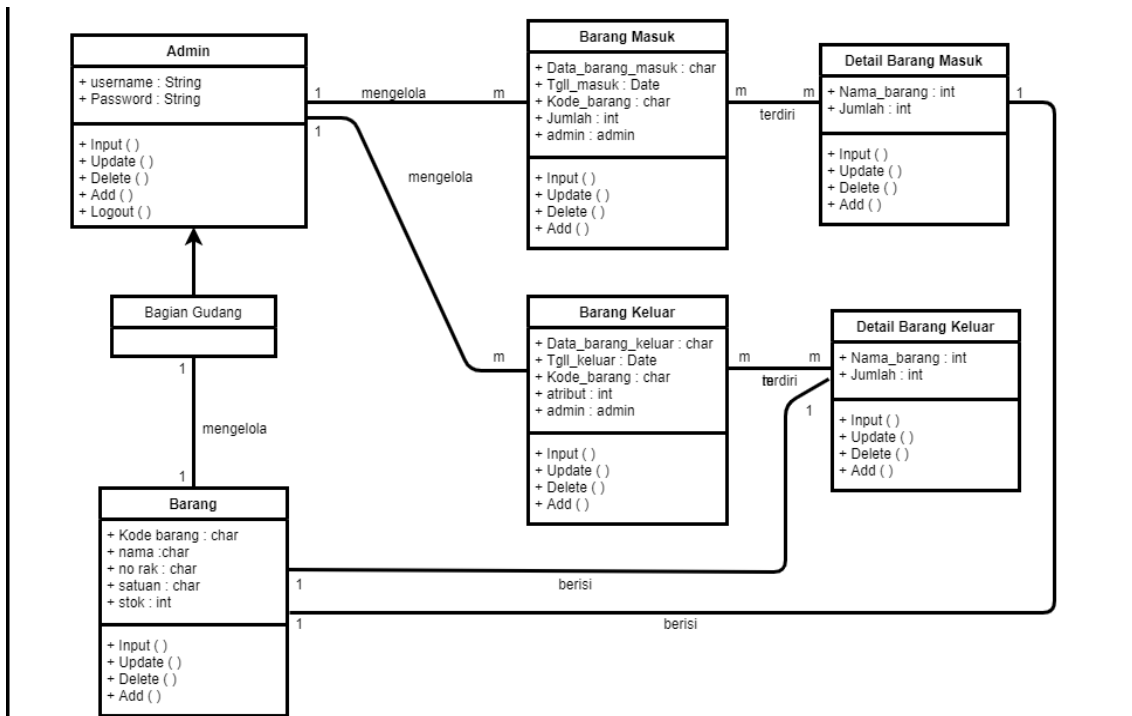 Admin
+ username : String
+ Password : String
+ Input ( )
+ Update ( )
+ Delete ( )
+ Add ( )
+ Logout ( )
1
mengelola
m
1
mengelola
m
Barang Masuk
+ Data_barang_masuk : char
+ Tgll_masuk : Date
+ Kode_barang : char
+ Jumlah : int
+ admin : admin
+ Input ( )
+ Update ( )
+ Delete ( )
+ Add ( )
m
terdiri
m
Detail Barang Masuk
+ Nama_barang : int
+ Jumlah : int
+ Input ( )
+ Update ( )
+ Delete ( )
+ Add ( )
1
Bagian Gudang
1
mengelola
1
Barang Keluar
+ Data_barang_keluar : char
+ Tgll_keluar : Date
+ Kode_barang : char
+ atribut : int
+ admin : admin
+ Input ( )
+ Update ( )
+ Delete ( )
+ Add ( )
m
terdiri
m
Detail Barang Keluar
+ Nama_barang : int
+ Jumlah : int
+ Input ( )
+ Update ( )
+ Delete ( )
+ Add ( )
1
Barang
+ Kode barang : char
+ nama :char
+ no rak : char
+ satuan : char
+ stok : int
+ Input ( )
+ Update ( )
+ Delete ( )
+ Add ( )
1
berisi
1
berisi